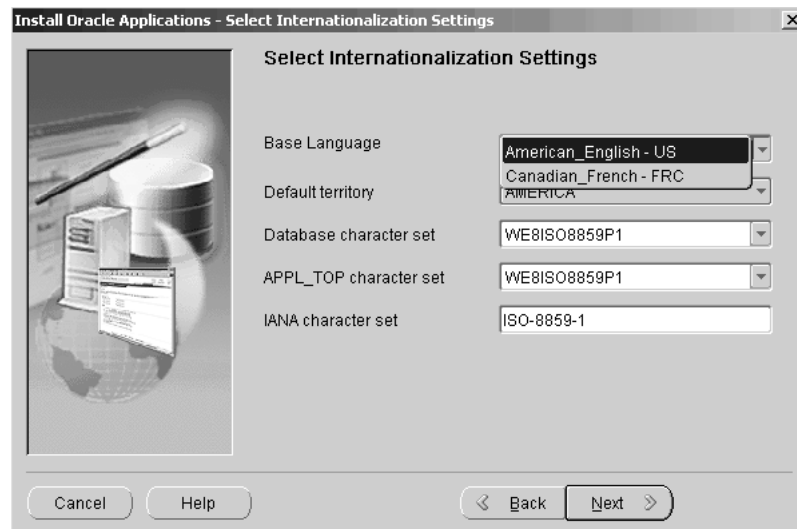 Install Oracle Applications - Select Internationalization Settings
Select Internationalization Settings
Base Language
American_English - US
Canadian_French - FRC
Default territory
AMERICA
Database character set
WE8ISO8859P1
APPL_TOP character set
WE8ISO8859P1
IANA character set
ISO-8859-1
Cancel
Help
Back
Next